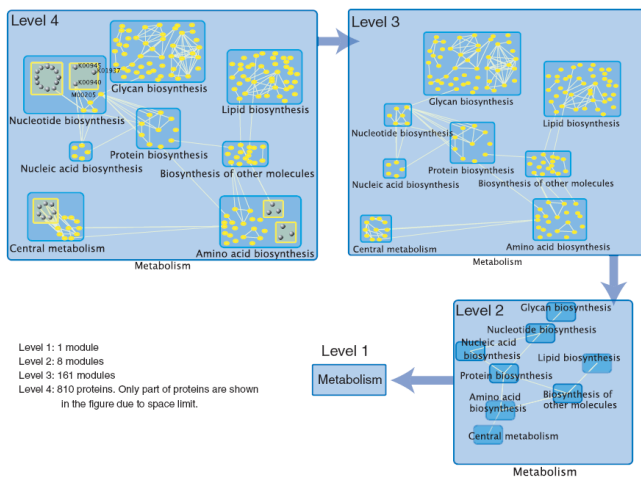 Level 4
K00945
K01937
K00940
M00205
Glycan biosynthesis
Nucleotide biosynthesis
Lipid biosynthesis
Nucleic acid biosynthesis
Protein biosynthesis
Biosynthesis of other molecules
Central metabolism
Amino acid biosynthesis
Metabolism
Level 3
Glycan biosynthesis
Nucleotide biosynthesis
Lipid biosynthesis
Protein biosynthesis
Nucleic acid biosynthesis
Biosynthesis of other molecules
Central metabolism
Amino acid biosynthesis
Metabolism
Level 1: 1 module
Level 2: 8 modules
Level 3: 161 modules
Level 4: 810 proteins. Only part of proteins are shown
in the figure due to space limit.
Level 1
Metabolism
Level 2
Glycan biosynthesis
Nucleotide biosynthesis
Nucleic acid
biosynthesis
Lipid biosynthesis
Protein biosynthesis
Amino acid
biosynthesis
Biosynthesis of
other molecules
Central metabolism
Metabolism